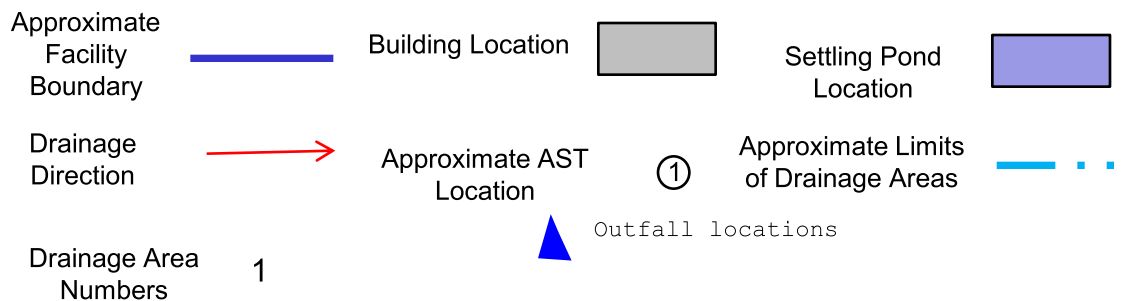 Approximate
Facility
Boundary
Building Location
Settling Pond
Location
Drainage
Direction
Approximate AST
Location
1
Approximate Limits
of Drainage Areas
Outfall locations
Drainage Area
Numbers
1